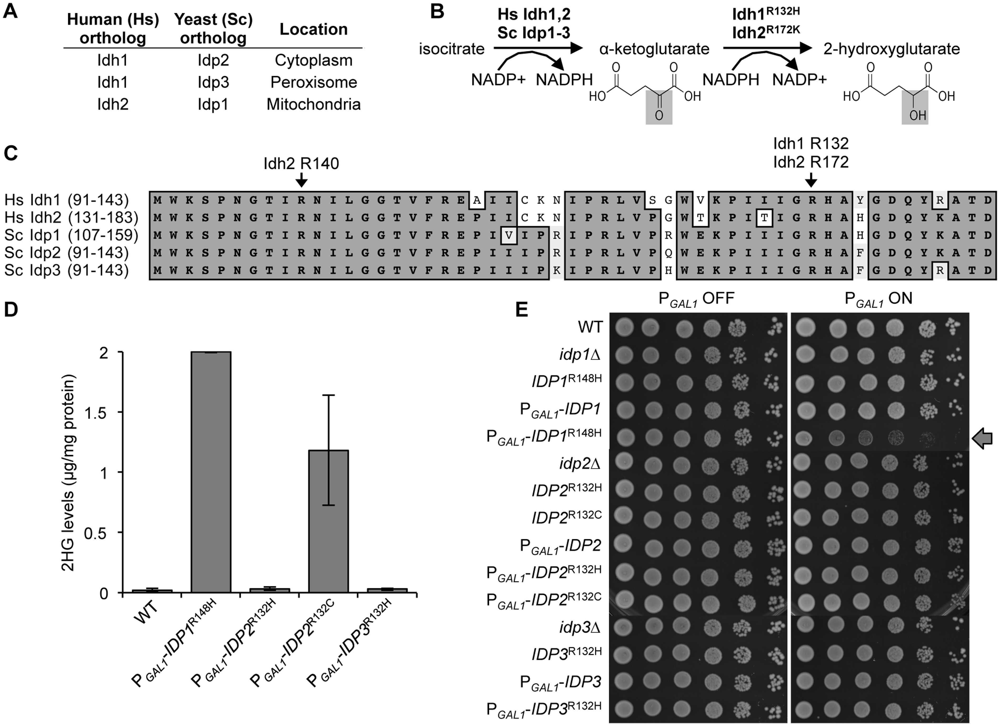 A
Human (Hs) ortholog Yeast (Sc) ortholog Location
Idh1 Idp2 Cytoplasm
Idh1 Idp3 Peroxisome
Idh2 Idp1 Mitochondria
B
Hs Idh1,2
Sc Idp1-3
Idh1R132H
Idh2R172K
isocitrate α-ketoglutarate 2-hydroxyglutarate
NADP+ NADPH NADPH NADP+
O O HO OH O
O O HO OH OH
C
Idh2 R140
Idh1 R132
Idh2 R172
Hs Idh1 (91-143) M W K S P N G T I R N I L G G T V F R E A I I C K N I P R L V S G W V K P I I I G R H A Y G D Q Y R A T D
Hs Idh2 (131-183) M W K S P N G T I R N I L G G T V F R E P I I C K N I P R L V P G W T K P I T I G R H A H G D Q Y K A T D
Sc Idp1 (107-159) M W K S P N G T I R N I L G G T V F R E P I V I P R I P R L V P R W E K P I I I G R H A H G D Q Y K A T D
Sc Idp2 (91-143) M W K S P N G T I R N I L G G T V F R E P I I I P R I P R L V P Q W E K P I I I G R H A F G D Q Y K A T D
Sc Idp3 (91-143) M W K S P N G T I R N I L G G T V F R E P I I I P K I P R L V P H W E K P I I I G R H A F G D Q Y R A T D
D
2HG levels (µg/mg protein)
2
1.5
1
0.5
0
WT
PGAL1-IDP1R148H
PGAL1-IDP2R132H
PGAL1-IDP2R132C
PGAL1-IDP3R132H
E
PGAL1 OFF PGAL1 ON
WT
idp1Δ
IDP1R148H
PGAL1-IDP1
PGAL1-IDP1R148H
idp2Δ
IDP2R132H
IDP2R132C
PGAL1-IDP2
PGAL1-IDP2R132H
PGAL1-IDP2R132C
idp3Δ
IDP3R132H
PGAL1-IDP3
PGAL1-IDP3R132H